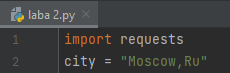 laba 2.py
1 import requests
2 city = "Moscow,Ru"